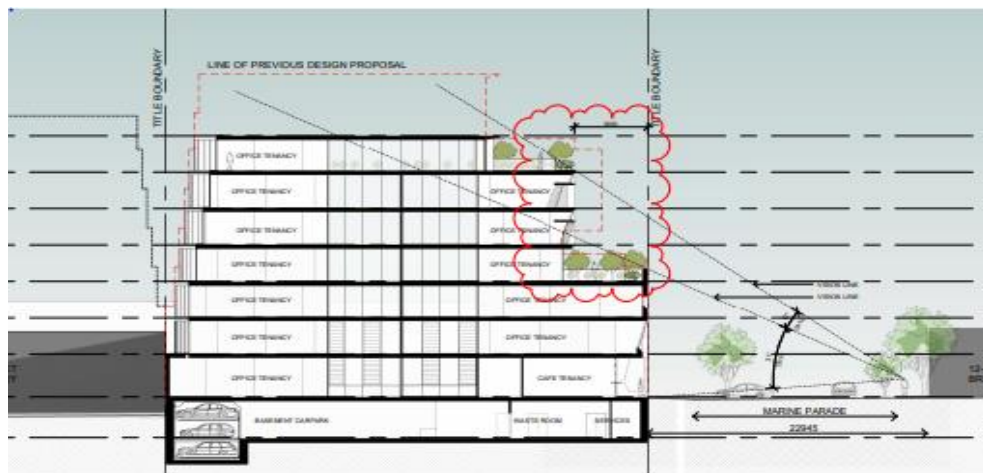 LINE OF PREVIOUS DESIGN PROPOSAL
TITLE BOUNDARY
TITLE BOUNDARY
OFFICE TENANCY
OFFICE TENANCY
OFFICE TENANCY
OFFICE TENANCY
OFFICE TENANCY
OFFICE TENANCY
OFFICE TENANCY
OFFICE TENANCY
OFFICE TENANCY
VISION LINE
VISION LINE
OFFICE TENANCY
OFFICE TENANCY
OFFICE TENANCY
CAFE TENANCY
BASEMENT CARPARK
WASTE ROOM
SERVICES
MARINE PARADE
22945